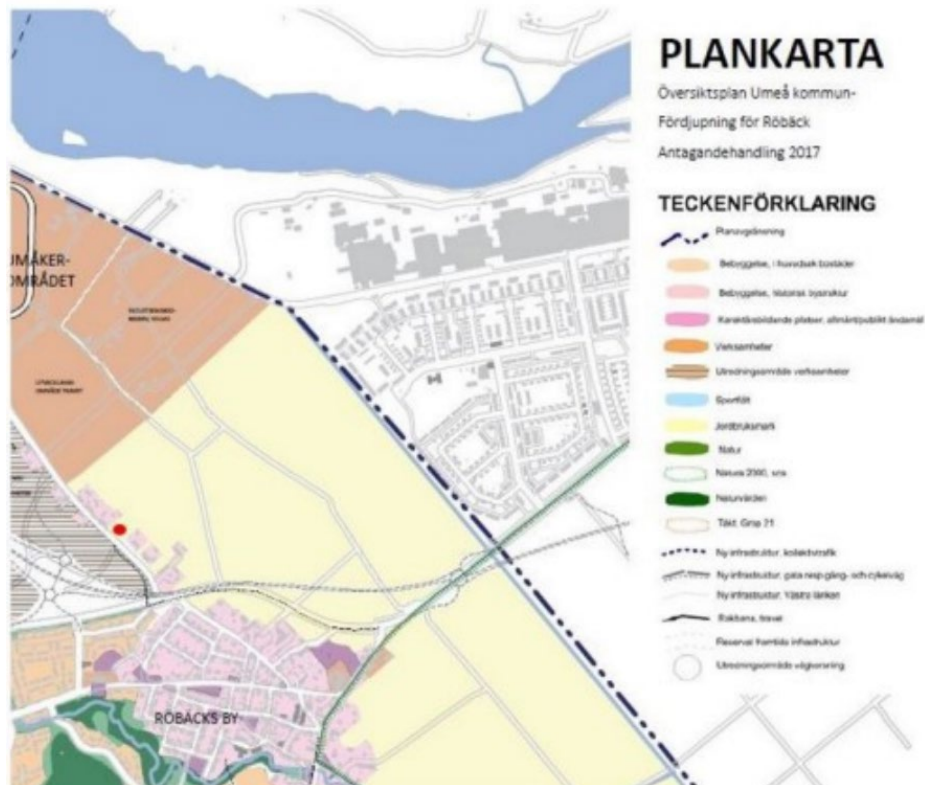 PLANKARTA
Översiktsplan Umeå kommun-
Fördjupning för Röbäck
Antagandehandling 2017
TECKENFÖRKLARING
Planavgränsning
Bebyggelse, i huvudsak bostäder
Bebyggelse, historisk bystruktur
Karaktärsbildande platser, allmänt/publikt ändamål
Verksamheter
Utredningsområde verksamheter
Sportfält
Jordbruksmark
Natur
Natura 2000, sns
Naturvärden
Täkt, Grop 21
Ny infrastruktur, kollektivtrafik
Ny infrastruktur, gata resp gång- och cykelväg
Ny infrastruktur, Västra länken
Ridbana, travet
Reservat framtida infrastruktur
Utredningsområde vägkorsning
UMÅKER-
OMRÅDET
RÖBÄCKS BY